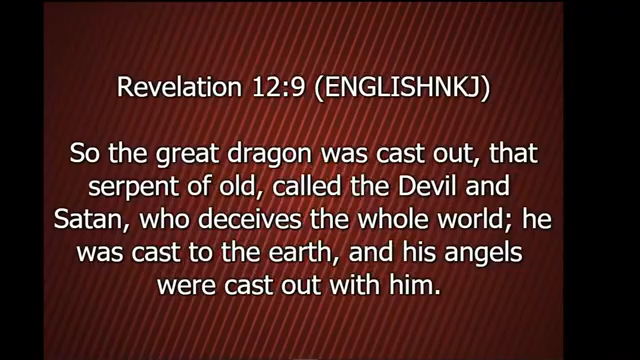 Revelation 12:9 (ENGLISHNKJ)
So the great dragon was cast out, that
serpent of old, called the Devil and
Satan, who deceives the whole world; he
was cast to the earth, and his angels
were cast out with him.